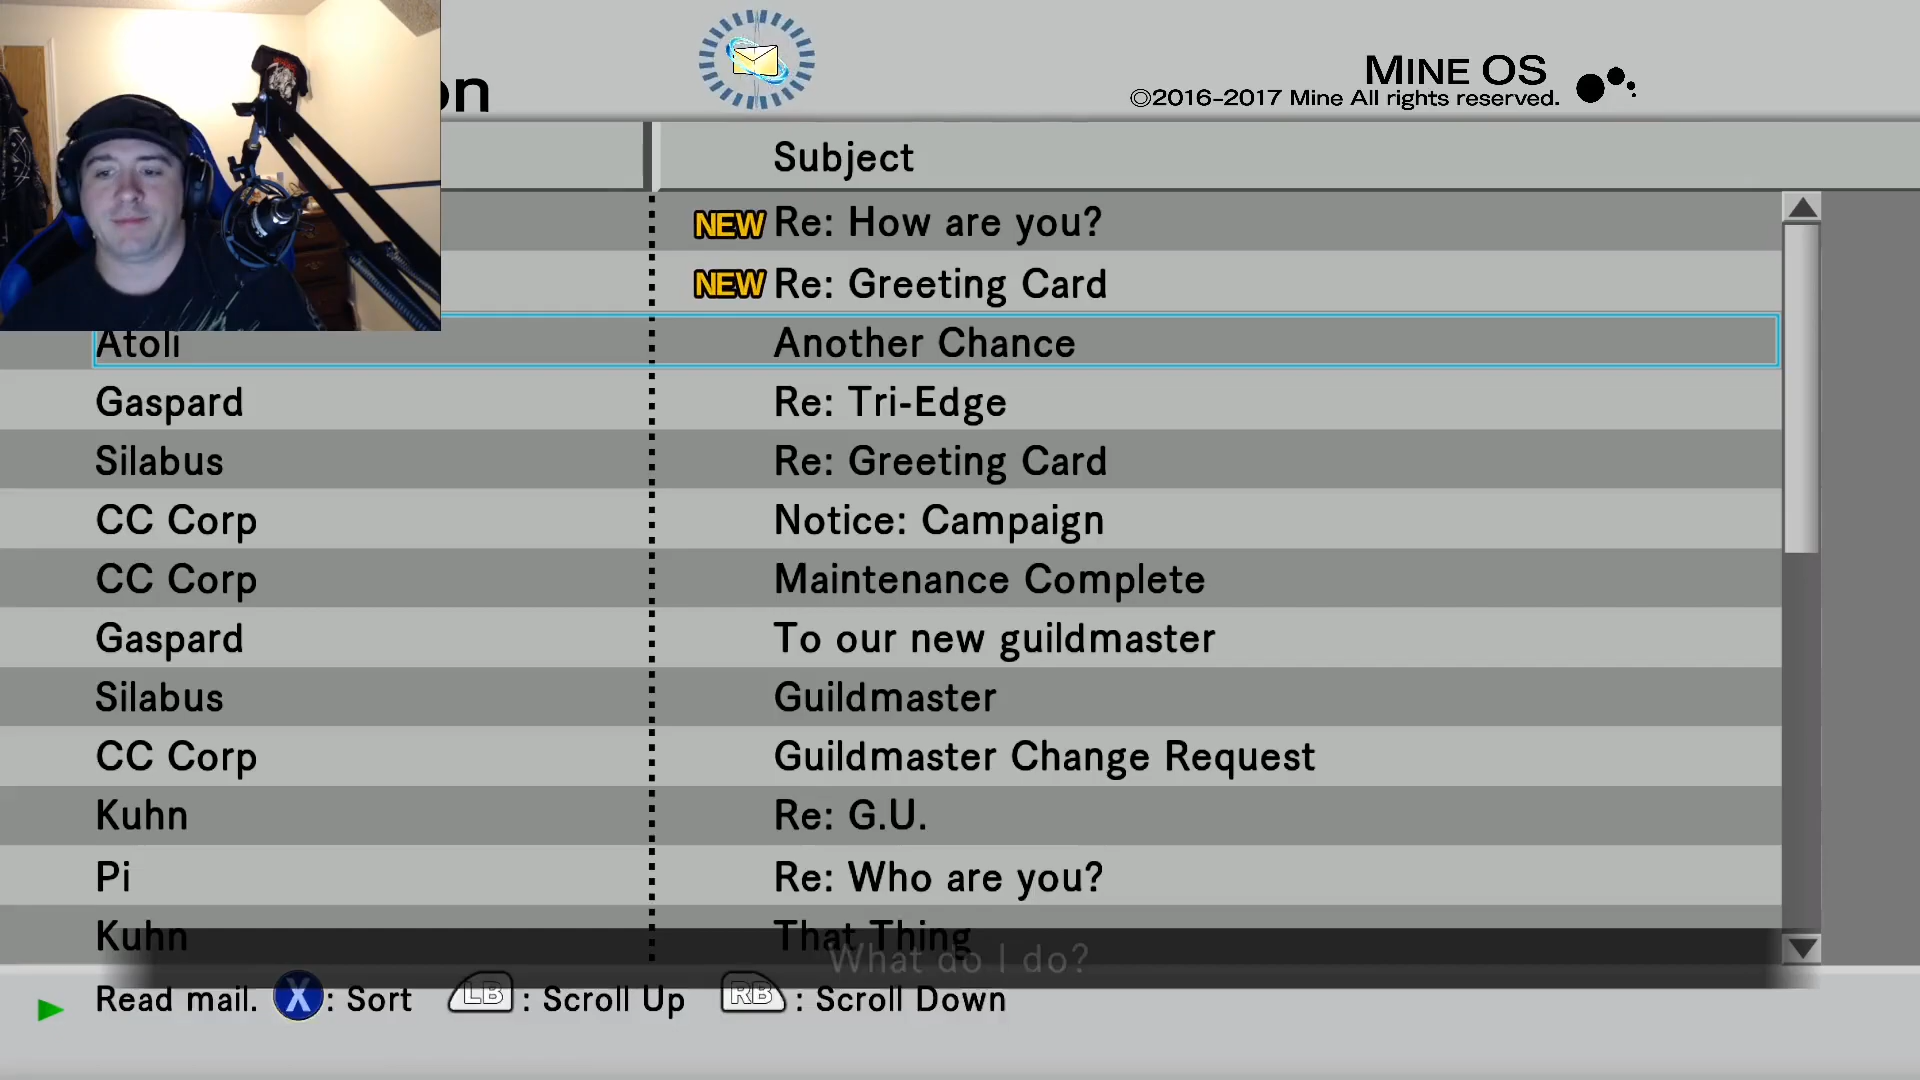 on
MINE OS
©2016-2017 Mine All rights reserved.
Subject
NEW Re: How are you?
NEW Re: Greeting Card
Atoli Another Chance
Gaspard Re: Tri-Edge
Silabus Re: Greeting Card
CC Corp Notice: Campaign
CC Corp Maintenance Complete
Gaspard To our new guildmaster
Silabus Guildmaster
CC Corp Guildmaster Change Request
Kuhn Re: G.U.
Pi Re: Who are you?
Kuhn That Thing
What do I do?
Read mail. X : Sort LB : Scroll Up RB : Scroll Down